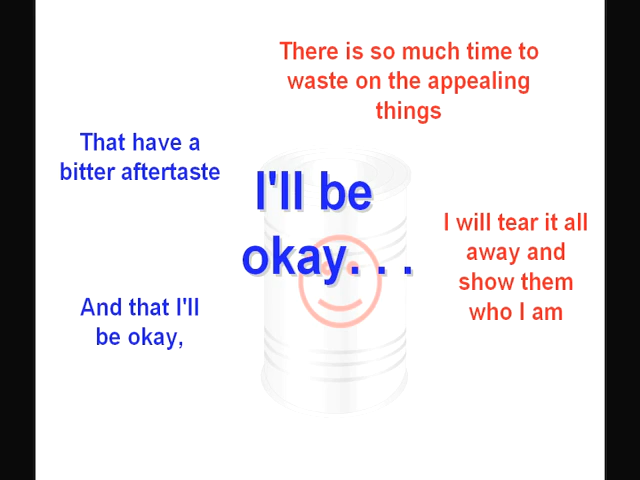 There is so much time to
waste on the appealing
things
That have a
bitter aftertaste
I'll be
okay. . .
I will tear it all
away and
show them
who I am
And that I'll
be okay,